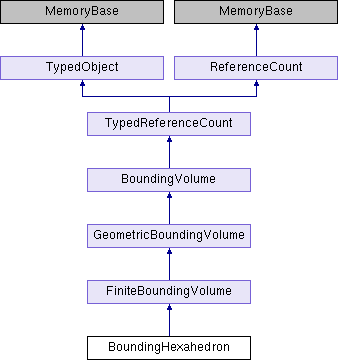 MemoryBase MemoryBase
TypedObject ReferenceCount
TypedReferenceCount
BoundingVolume
GeometricBoundingVolume
FiniteBoundingVolume
BoundingHexahedron